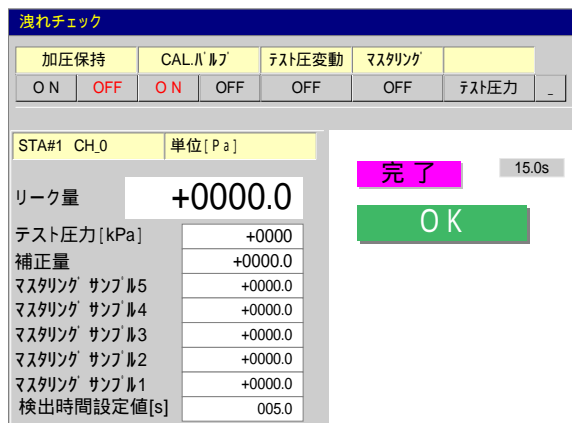 洩れチェック
加圧保持 CAL.ﾊﾞﾙﾌﾞ ﾃｽﾄ圧変動 ﾏｽﾀﾘﾝｸﾞ
ON OFF ON OFF OFF OFF ﾃｽﾄ圧力 _
STA#1 CH_0 単位[Pa]
完了 15.0s
リーク量 +0000.0
OK
テスト圧力[kPa] +0000
補正量 +0000.0
ﾏｽﾀﾘﾝｸﾞ ｻﾝﾌﾟﾙ5 +0000.0
ﾏｽﾀﾘﾝｸﾞ ｻﾝﾌﾟﾙ4 +0000.0
ﾏｽﾀﾘﾝｸﾞ ｻﾝﾌﾟﾙ3 +0000.0
ﾏｽﾀﾘﾝｸﾞ ｻﾝﾌﾟﾙ2 +0000.0
ﾏｽﾀﾘﾝｸﾞ ｻﾝﾌﾟﾙ1 +0000.0
検出時間設定値[s] 005.0